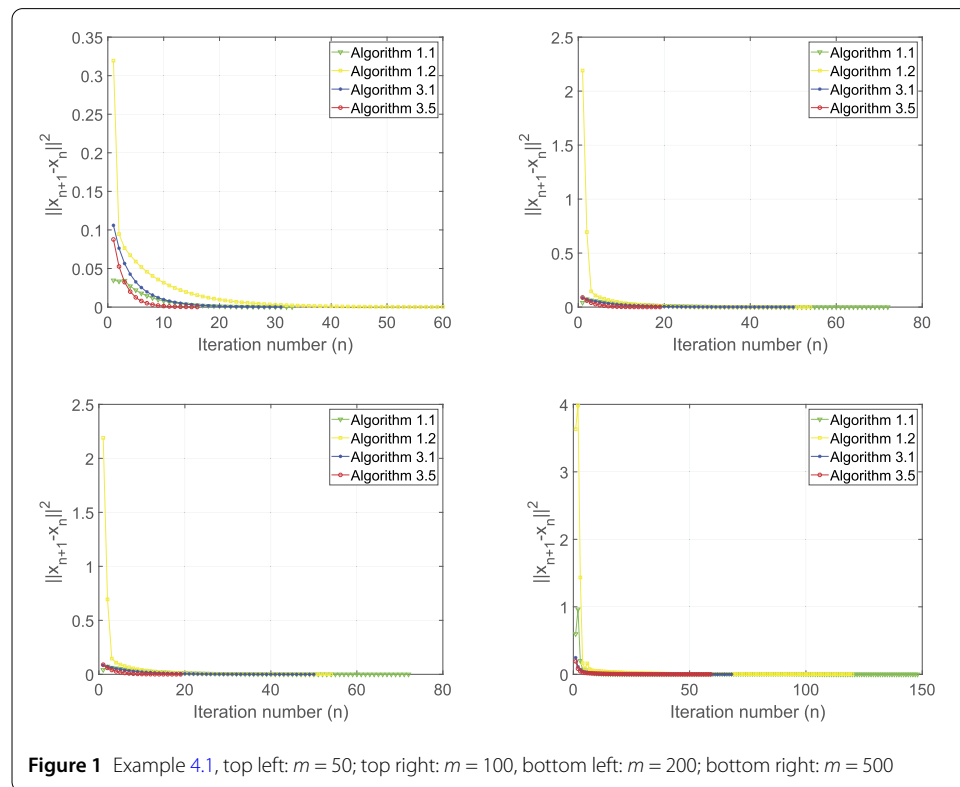 0.35
0.3
0.25
0.2
0.15
0.1
0.05
0
||x_{n+1}-x_n||^2
0 10 20 30 40 50 60
Iteration number (n)
Algorithm 1.1
Algorithm 1.2
Algorithm 3.1
Algorithm 3.5
2.5
2
1.5
1
0.5
0
||x_{n+1}-x_n||^2
0 20 40 60 80
Iteration number (n)
Algorithm 1.1
Algorithm 1.2
Algorithm 3.1
Algorithm 3.5
2.5
2
1.5
1
0.5
0
||x_{n+1}-x_n||^2
0 20 40 60 80
Iteration number (n)
Algorithm 1.1
Algorithm 1.2
Algorithm 3.1
Algorithm 3.5
4
3
2
1
0
||x_{n+1}-x_n||^2
0 50 100 150
Iteration number (n)
Algorithm 1.1
Algorithm 1.2
Algorithm 3.1
Algorithm 3.5
Figure 1 Example 4.1, top left: m = 50; top right: m = 100, bottom left: m = 200; bottom right: m = 500